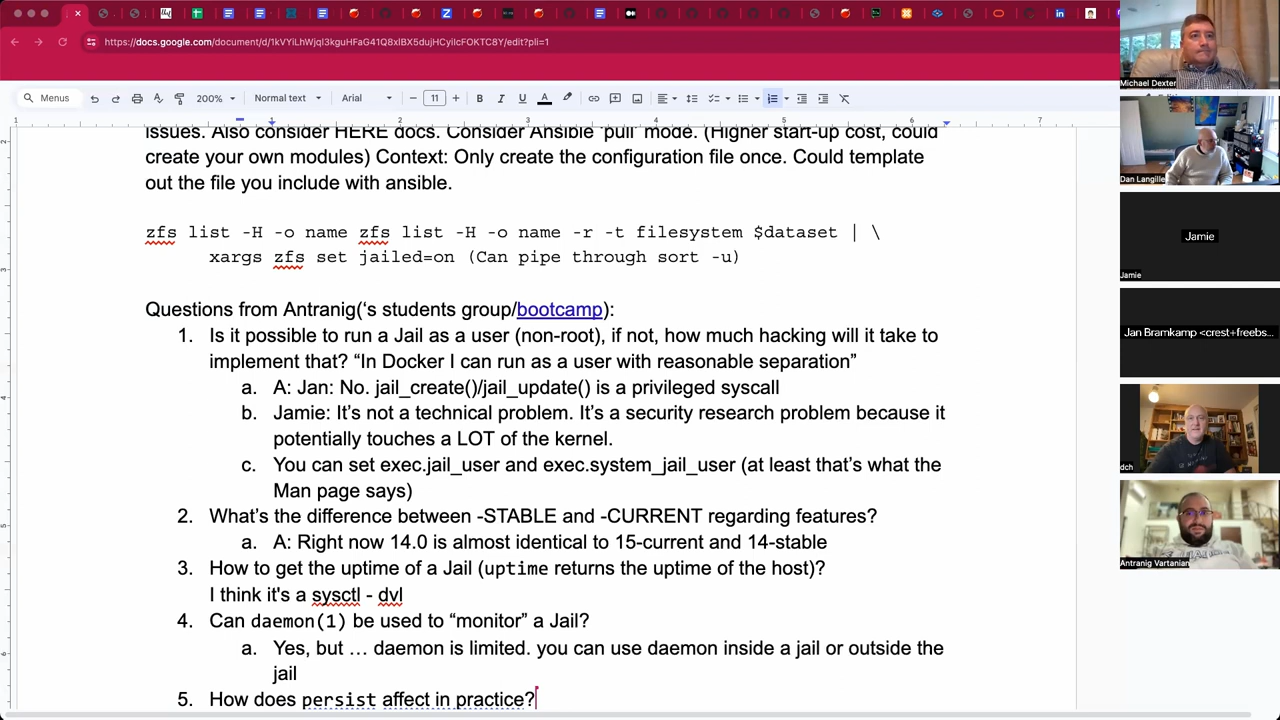 https://docs.google.com/document/d/1kVYiLhWjql3kguHFaG41Q8xlBX5dujHCyilcFOKTC8Y/edit?pli=1
Menus 200% Normal text Arial 11
1 1 2 3 4 5 6 7
issues. Also consider HERE docs. Consider Ansible 'pull' mode. (Higher start-up cost, could
create your own modules) Context: Only create the configuration file once. Could template
out the file you include with ansible.
zfs list -H -o name zfs list -H -o name -r -t filesystem $dataset | \
xargs zfs set jailed=on (Can pipe through sort -u)
Questions from Antranig('s students group/bootcamp):
1. Is it possible to run a Jail as a user (non-root), if not, how much hacking will it take to
implement that? “In Docker I can run as a user with reasonable separation”
a. A: Jan: No. jail_create()/jail_update() is a privileged syscall
b. Jamie: It’s not a technical problem. It’s a security research problem because it
potentially touches a LOT of the kernel.
c. You can set exec.jail_user and exec.system_jail_user (at least that’s what the
Man page says)
2. What’s the difference between -STABLE and -CURRENT regarding features?
a. A: Right now 14.0 is almost identical to 15-current and 14-stable
3. How to get the uptime of a Jail (uptime returns the uptime of the host)?
I think it's a sysctl - dvl
4. Can daemon(1) be used to “monitor” a Jail?
a. Yes, but … daemon is limited. you can use daemon inside a jail or outside the
jail
5. How does persist affect in practice?
Michael Dexter
Dan Langille
Jamie
Jamie
Jan Bramkamp <crest+freebs...
dch
Antranig Vartanian